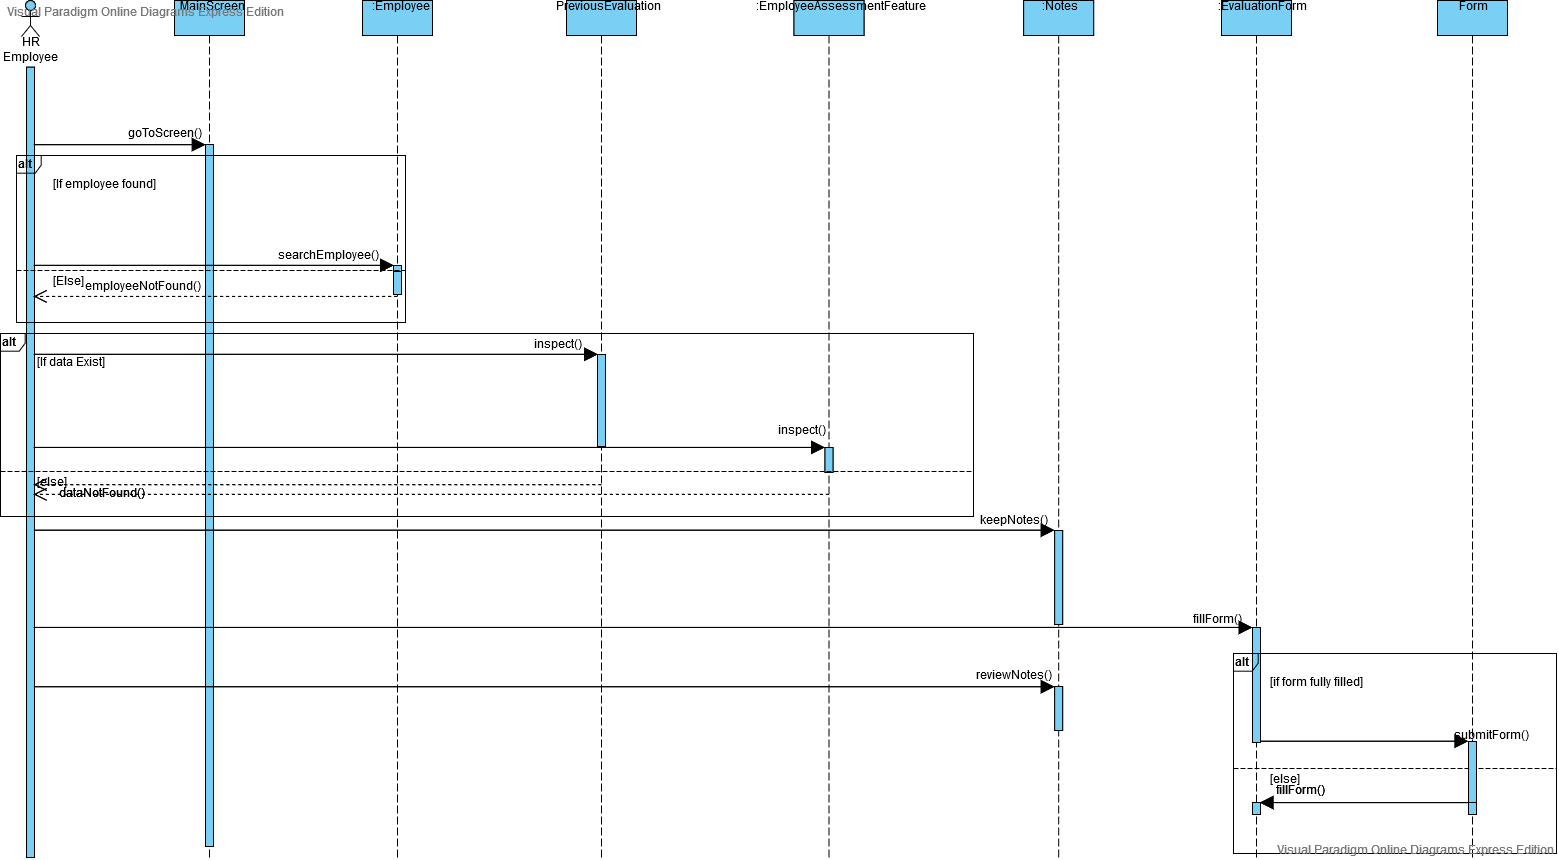 Visual Paradigm Online Diagrams Express Edition
HR
Employee
MainScreen
:Employee
PreviousEvaluation
:EmployeeAssessmentFeature
:Notes
:EvaluationForm
Form
goToScreen()
alt
[If employee found]
searchEmployee()
[Else]
employeeNotFound()
alt
inspect()
[If data Exist]
inspect()
[else]
dataNotFound()
keepNotes()
fillForm()
alt
reviewNotes()
[if form fully filled]
submitForm()
[else]
fillForm()
Visual Paradigm Online Diagrams Express Edition